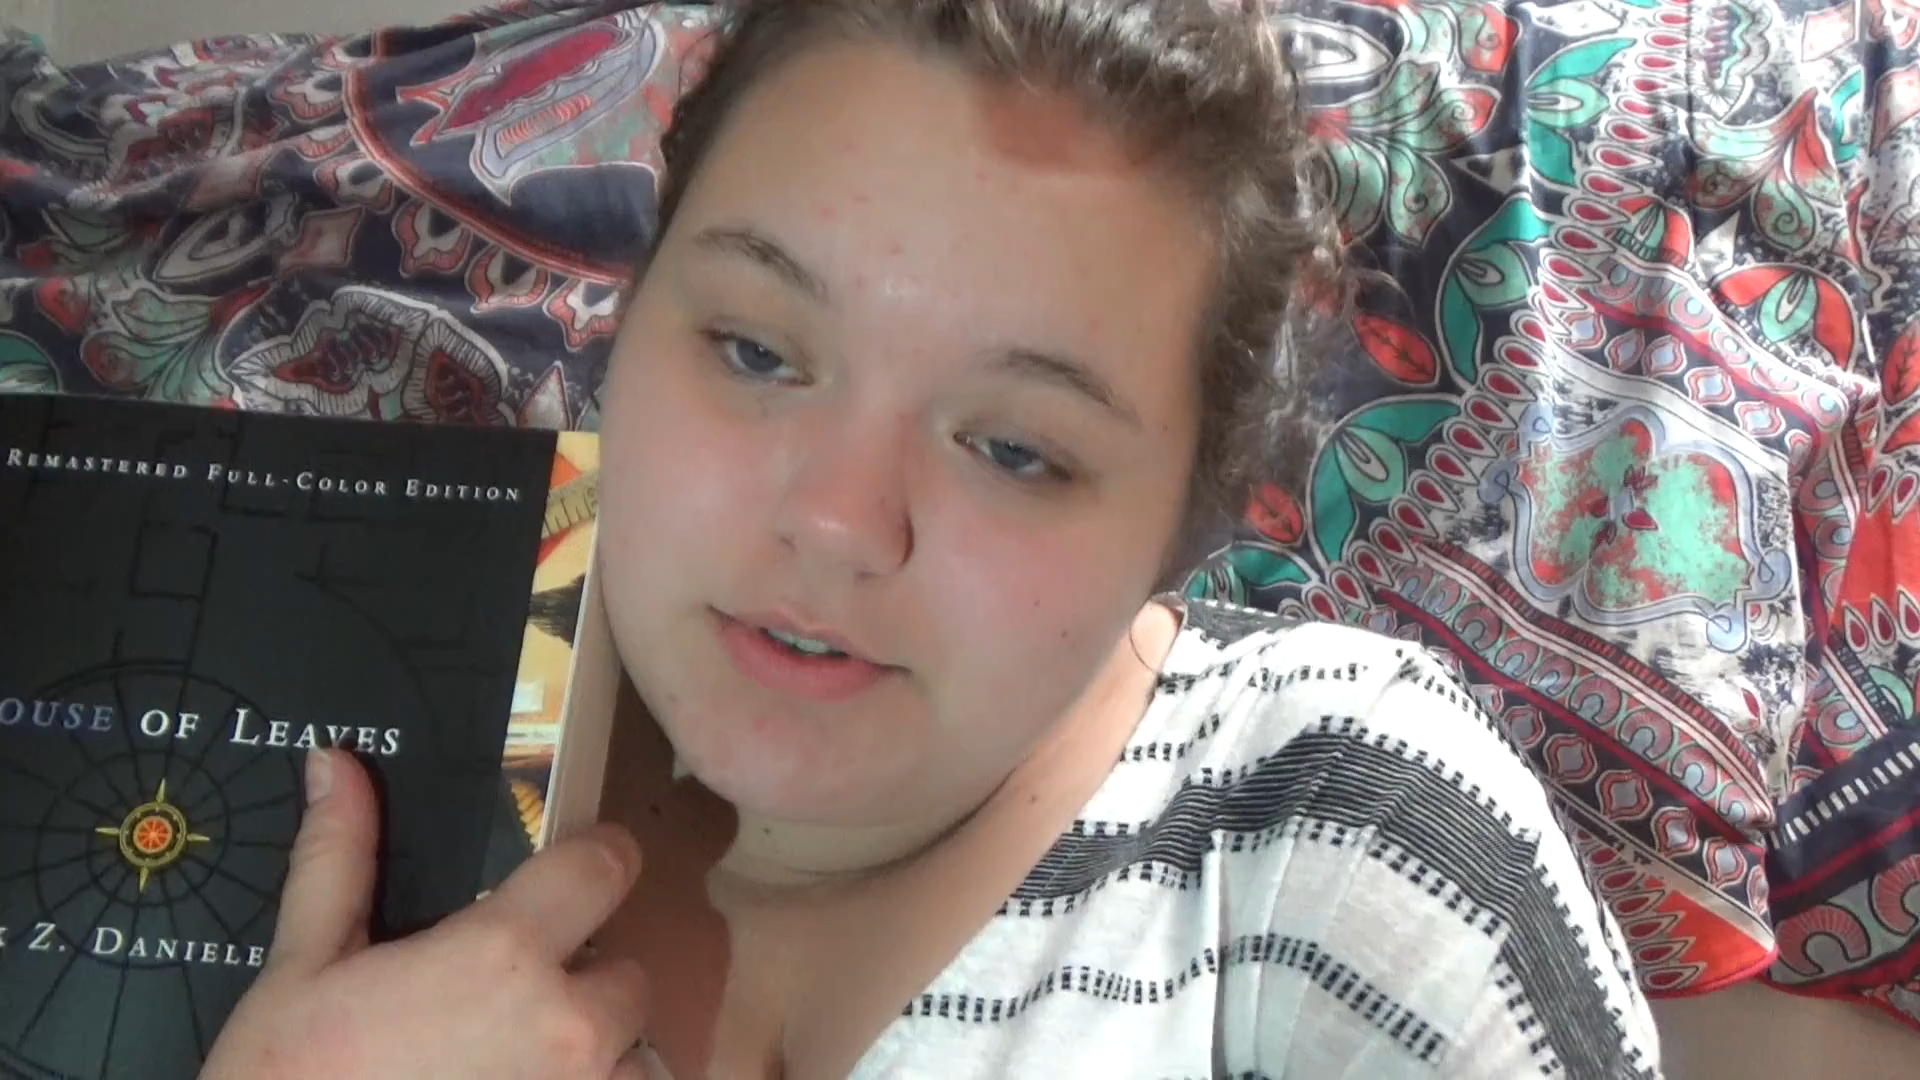 REMASTERED FULL-COLOR EDITION
OUSE OF LEAVES
Z. DANIELE